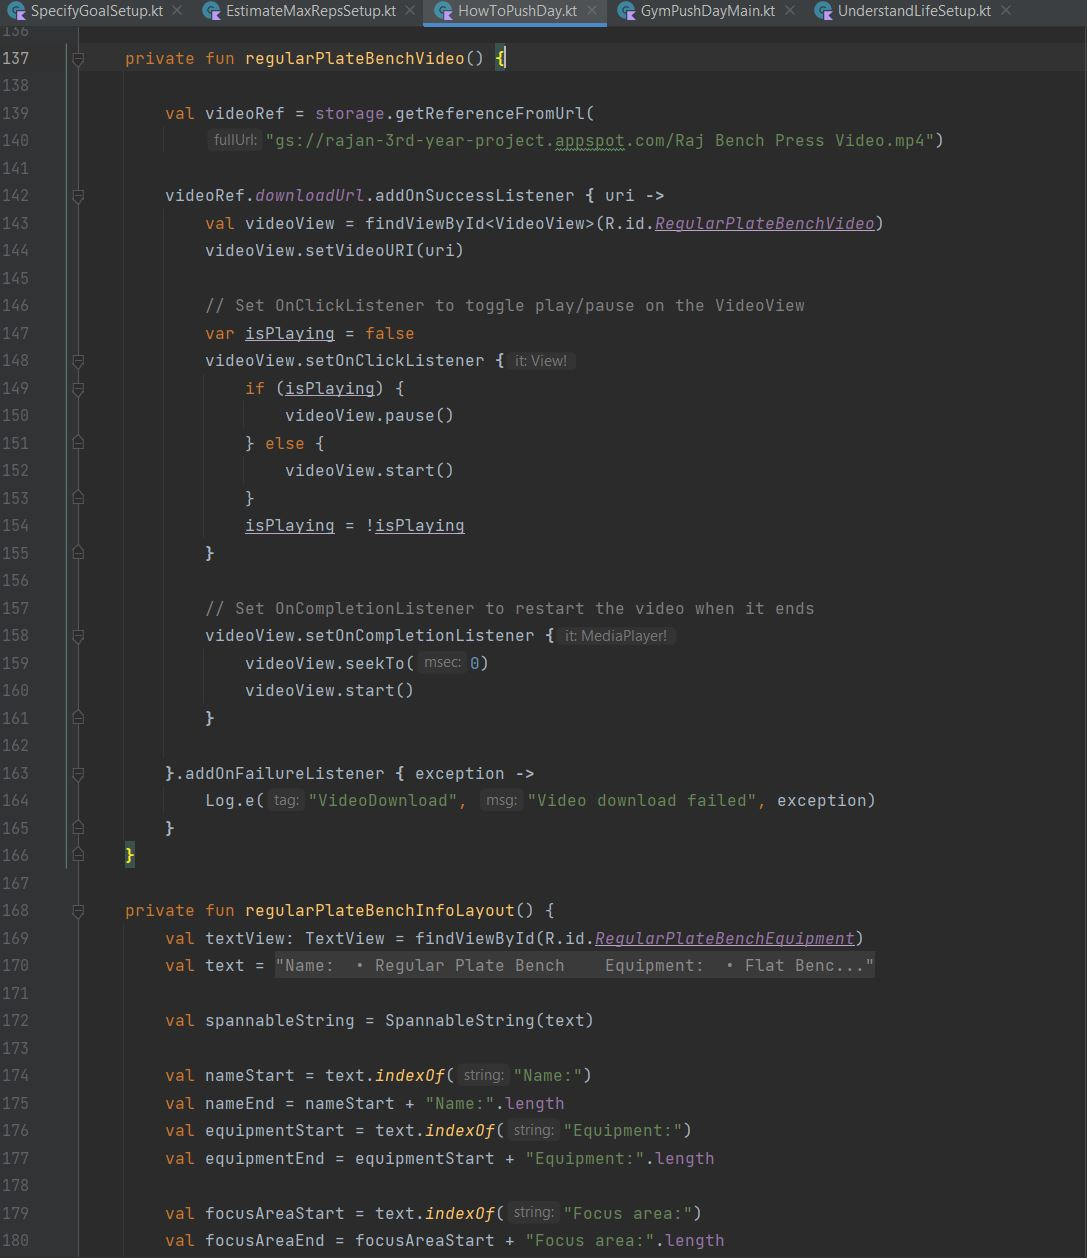 SpecifyGoalSetup.kt EstimateMaxRepsSetup.kt HowToPushDay.kt GymPushDayMain.kt UnderstandLifeSetup.kt
136
137 private fun regularPlateBenchVideo() {
138
139 val videoRef = storage.getReferenceFromUrl(
140 fullUrl: "gs://rajan-3rd-year-project.appspot.com/Raj Bench Press Video.mp4")
141
142 videoRef.downloadUrl.addOnSuccessListener { uri ->
143 val videoView = findViewById<VideoView>(R.id.RegularPlateBenchVideo)
144 videoView.setVideoURI(uri)
145
146 // Set OnClickListener to toggle play/pause on the VideoView
147 var isPlaying = false
148 videoView.setOnClickListener { it: View!
149 if (isPlaying) {
150 videoView.pause()
151 } else {
152 videoView.start()
153 }
154 isPlaying = !isPlaying
155 }
156
157 // Set OnCompletionListener to restart the video when it ends
158 videoView.setOnCompletionListener { it: MediaPlayer!
159 videoView.seekTo( msec: 0)
160 videoView.start()
161 }
162
163 }.addOnFailureListener { exception ->
164 Log.e( tag: "VideoDownload", msg: "Video download failed", exception)
165 }
166 }
167
168 private fun regularPlateBenchInfoLayout() {
169 val textView: TextView = findViewById(R.id.RegularPlateBenchEquipment)
170 val text = "Name: • Regular Plate Bench Equipment: • Flat Benc..."
171
172 val spannableString = SpannableString(text)
173
174 val nameStart = text.indexOf( string: "Name:")
175 val nameEnd = nameStart + "Name:".length
176 val equipmentStart = text.indexOf( string: "Equipment:")
177 val equipmentEnd = equipmentStart + "Equipment:".length
178
179 val focusAreaStart = text.indexOf( string: "Focus area:")
180 val focusAreaEnd = focusAreaStart + "Focus area:".length